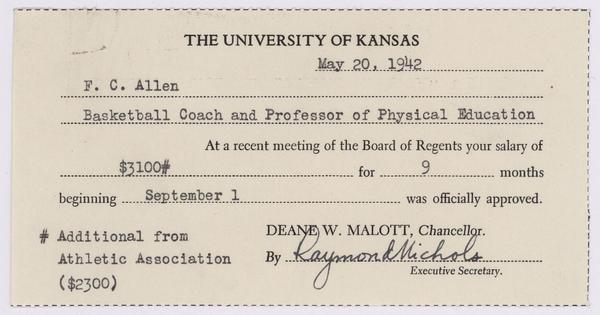 THE UNIVERSITY OF KANSAS
May 20, 1942
F. C. Allen
Basketball Coach and Professor of Physical Education
At a recent meeting of the Board of Regents your salary of
$3100# for 9 months
beginning September 1 was officially approved.
# Additional from
Athletic Association
($2300)
DEANE W. MALOTT, Chancellor.
By Raymond Nichols
Executive Secretary.